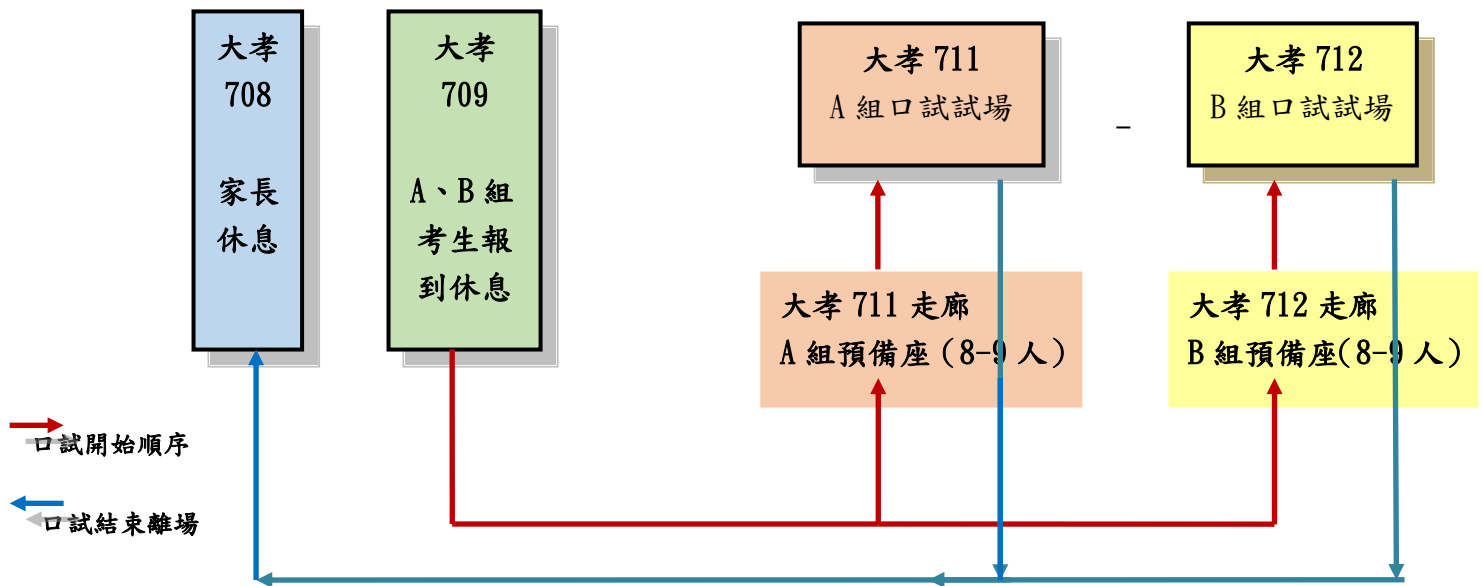 大孝
708
家長
休息
大孝
709
A、B 組
考生報
到休息
大孝 711
A 組口試試場
–
大孝 712
B 組口試試場
大孝 711 走廊
A 組預備座（8-9 人）
大孝 712 走廊
B 組預備座(8-9 人）
口試開始順序
口試結束離場